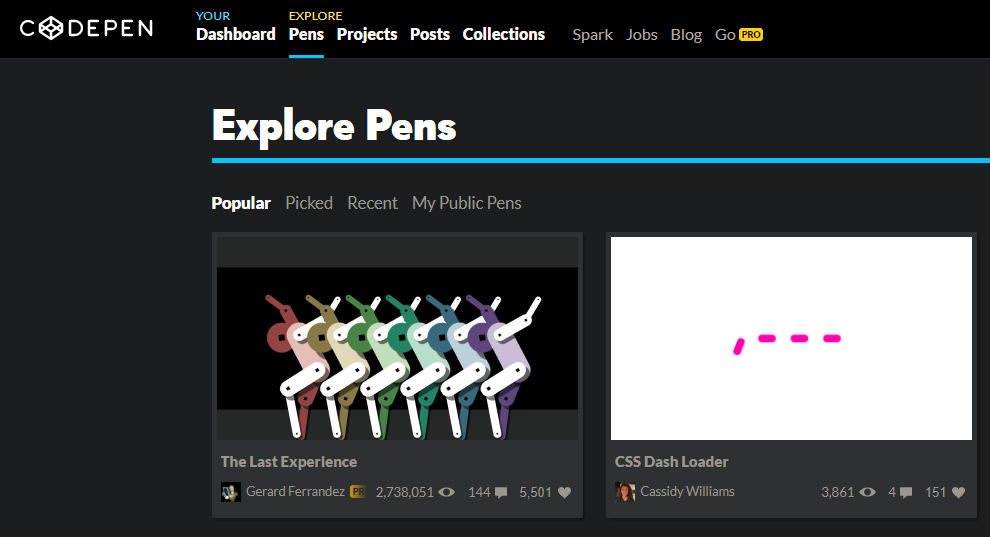 CODEPEN
YOUR
Dashboard
EXPLORE
Pens Projects Posts Collections
Spark Jobs Blog Go PRO
Explore Pens
Popular Picked Recent My Public Pens
The Last Experience
Gerard Ferrandez 2,738,051 144 5,501
CSS Dash Loader
Cassidy Williams 3,861 4 151